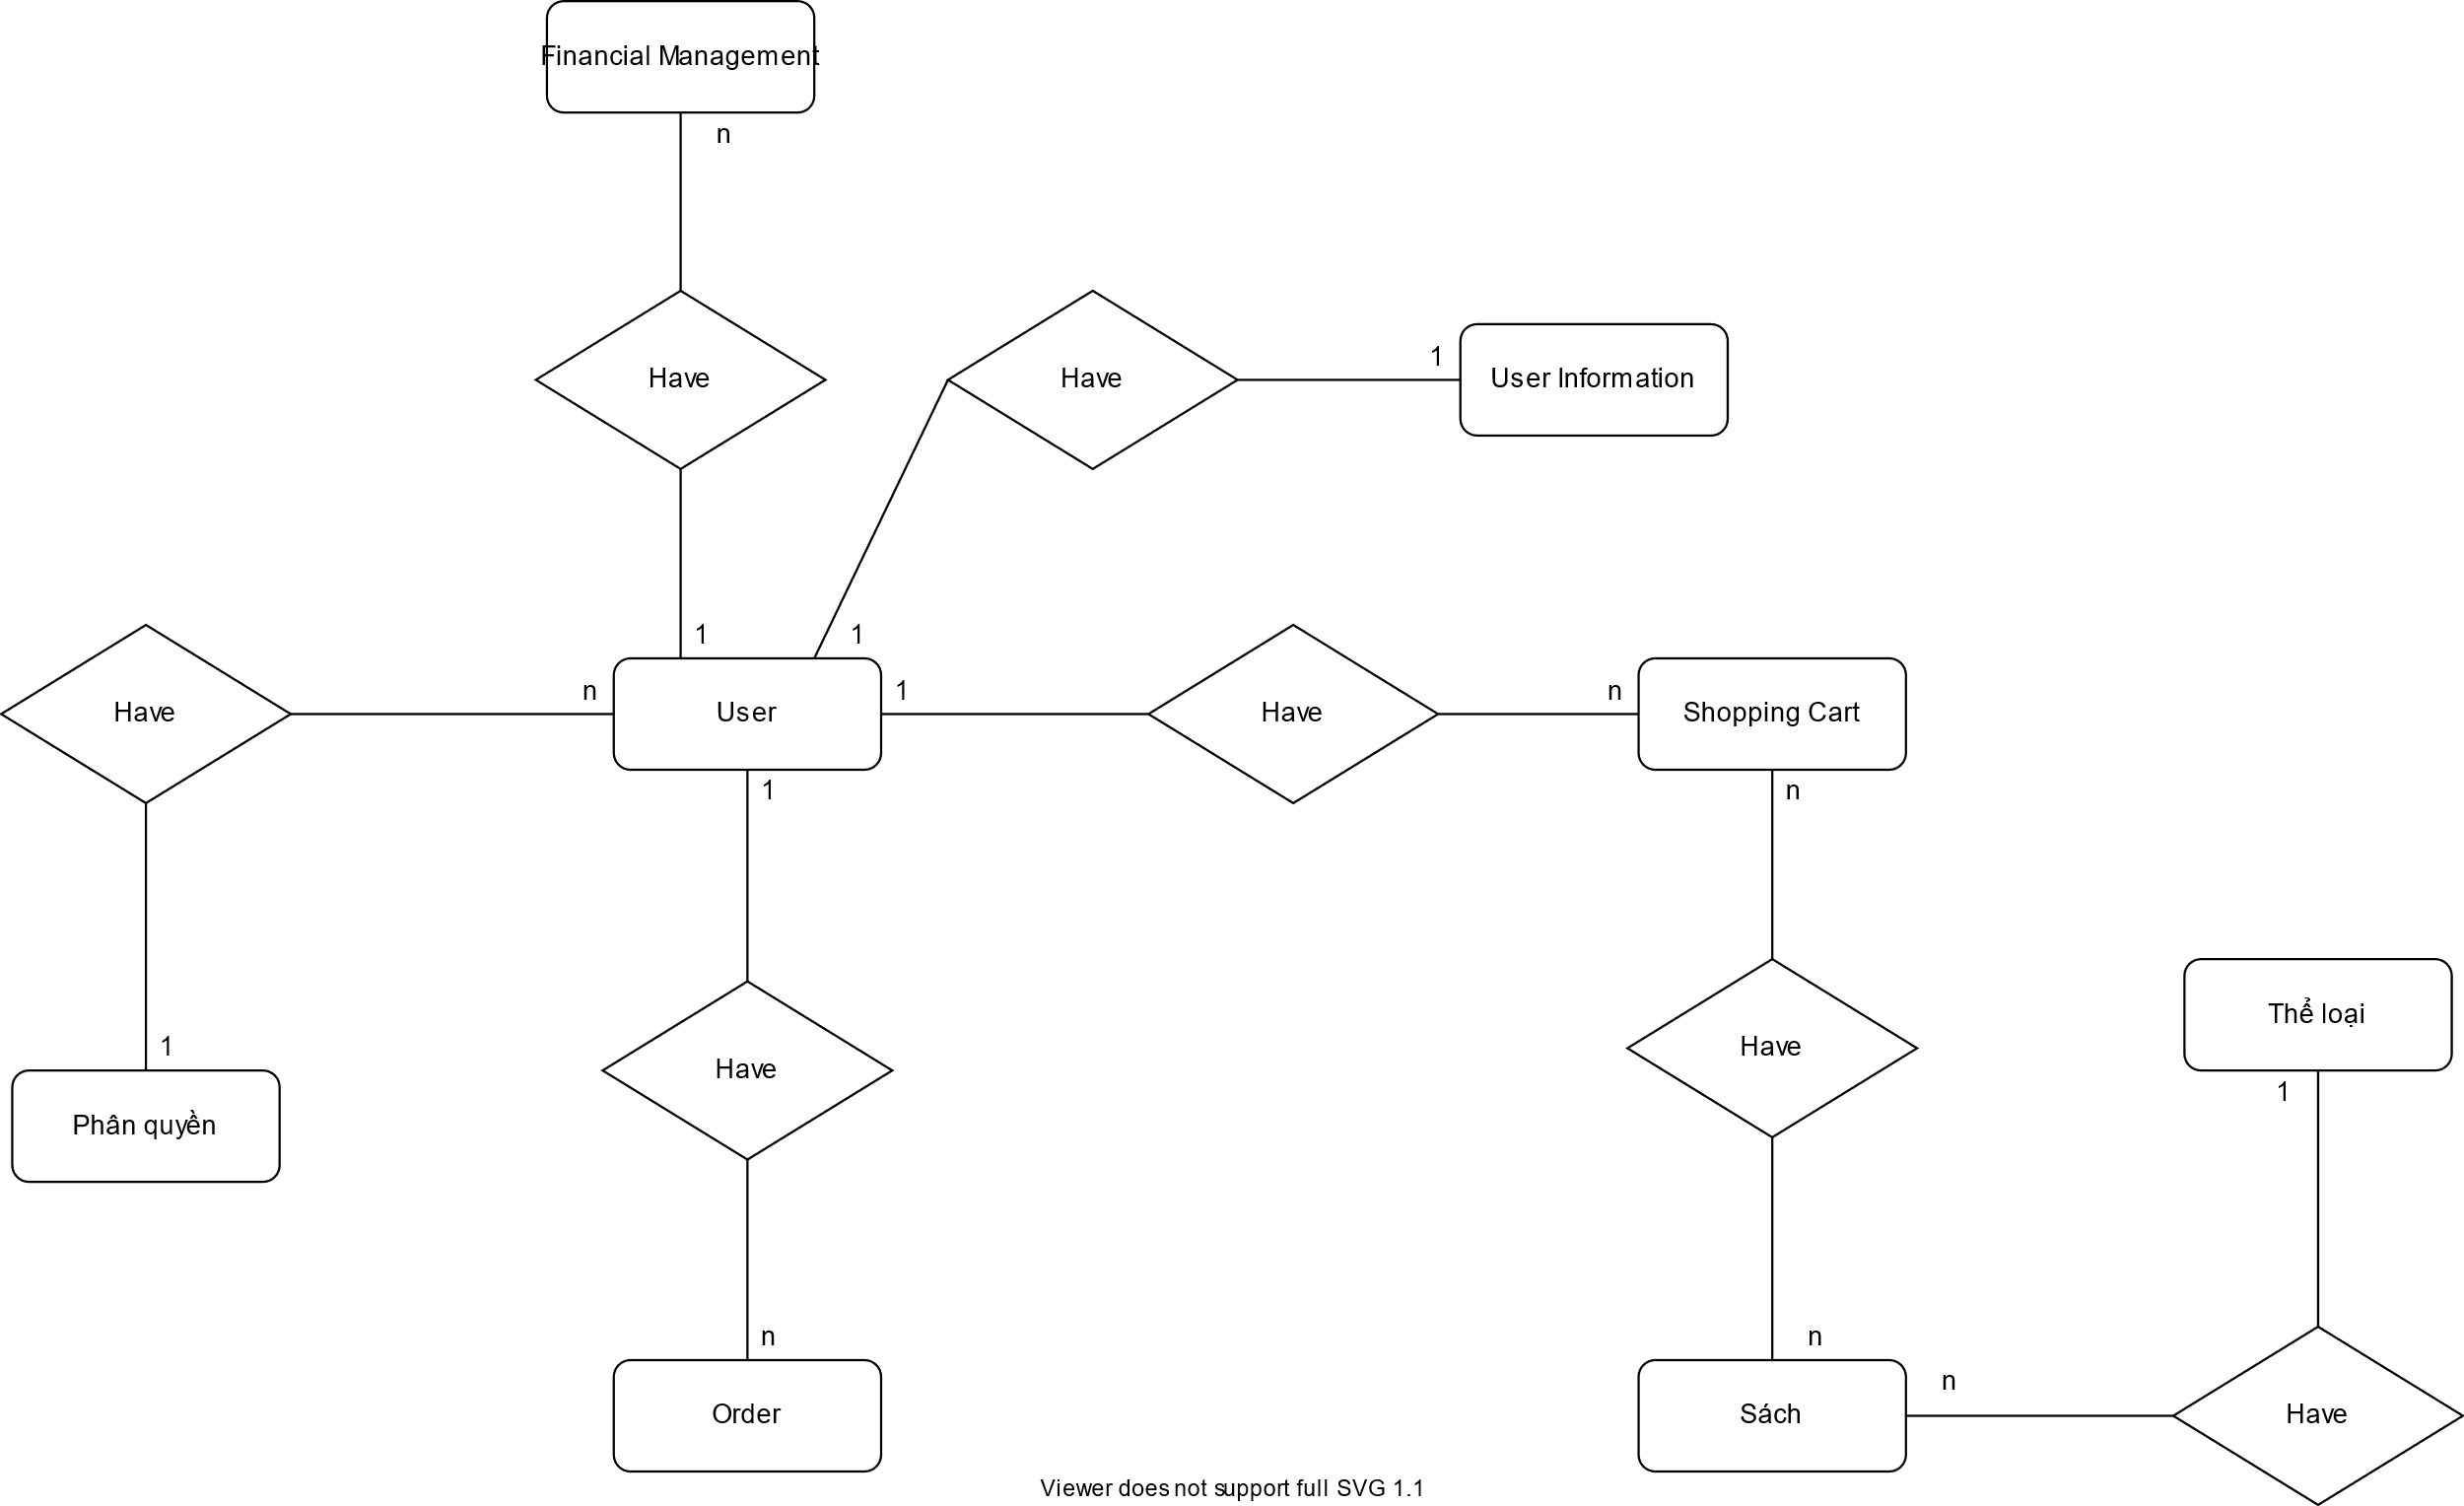 Financial Management
n
Have
Have
1
User Information
1
1
Have
n
User
1
Have
n
Shopping Cart
1
n
1
Phân quyền
Have
Have
Thể loại
1
n
n
n
Order
Sách
Have
Viewer does not support full SVG 1.1